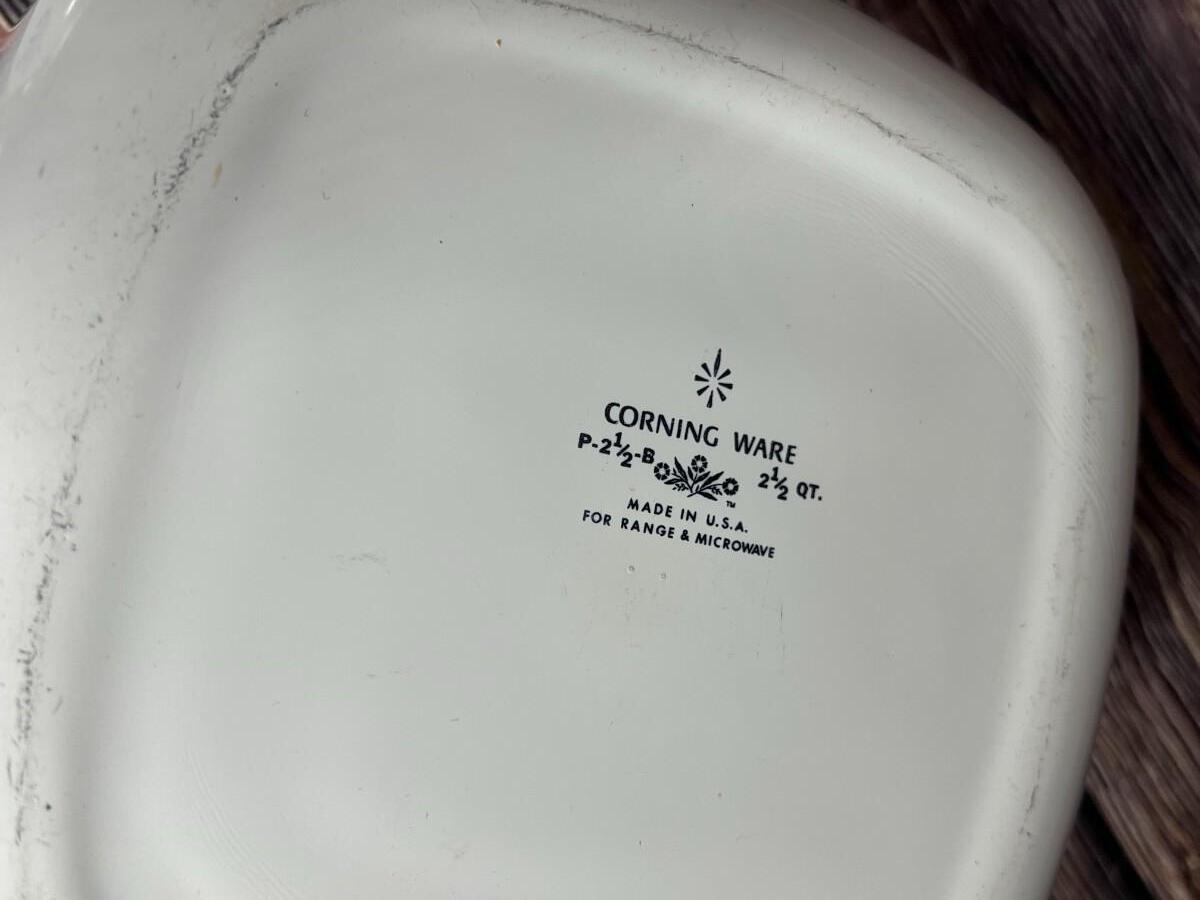 CORNING WARE
P-2½-B 2½ QT.
TM
MADE IN U.S.A.
FOR RANGE & MICROWAVE